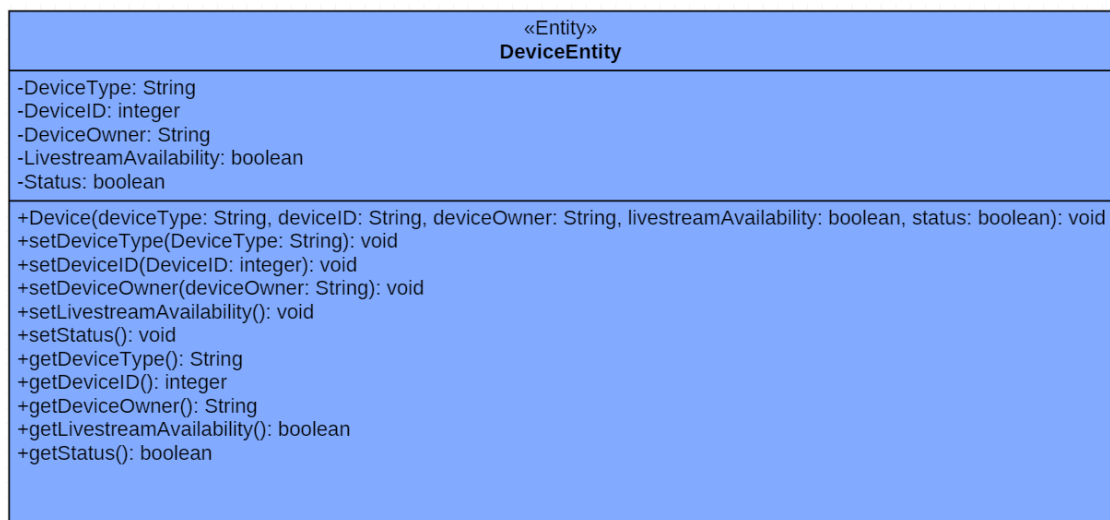 «Entity»
DeviceEntity
-DeviceType: String
-DeviceID: integer
-DeviceOwner: String
-LivestreamAvailability: boolean
-Status: boolean
+Device(deviceType: String, deviceID: String, deviceOwner: String, livestreamAvailability: boolean, status: boolean): void
+setDeviceType(DeviceType: String): void
+setDeviceID(DeviceID: integer): void
+setDeviceOwner(deviceOwner: String): void
+setLivestreamAvailability(): void
+setStatus(): void
+getDeviceType(): String
+getDeviceID(): integer
+getDeviceOwner(): String
+getLivestreamAvailability(): boolean
+getStatus(): boolean